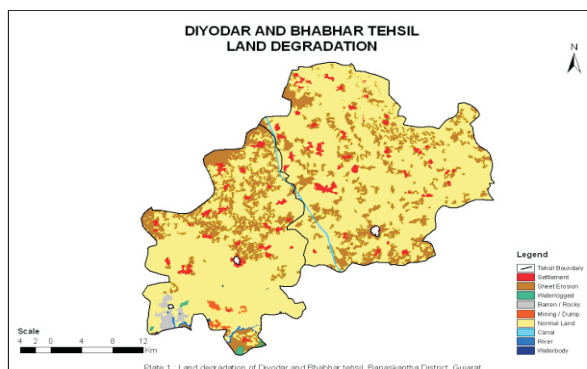 DIYODAR AND BHABHAR TEHSIL
LAND DEGRADATION
N
Legend
Tehsil Boundary
Settlement
Sheet Erosion
Waterlogged
Barren / Rocky
Mining / Dump
Normal Land
Canal
River
Waterbody
Scale
4 2 0 4 8 12
Km
Plate 1 : Land degradation of Diyodar and Bhabhar tehsil, Banaskantha District, Gujarat